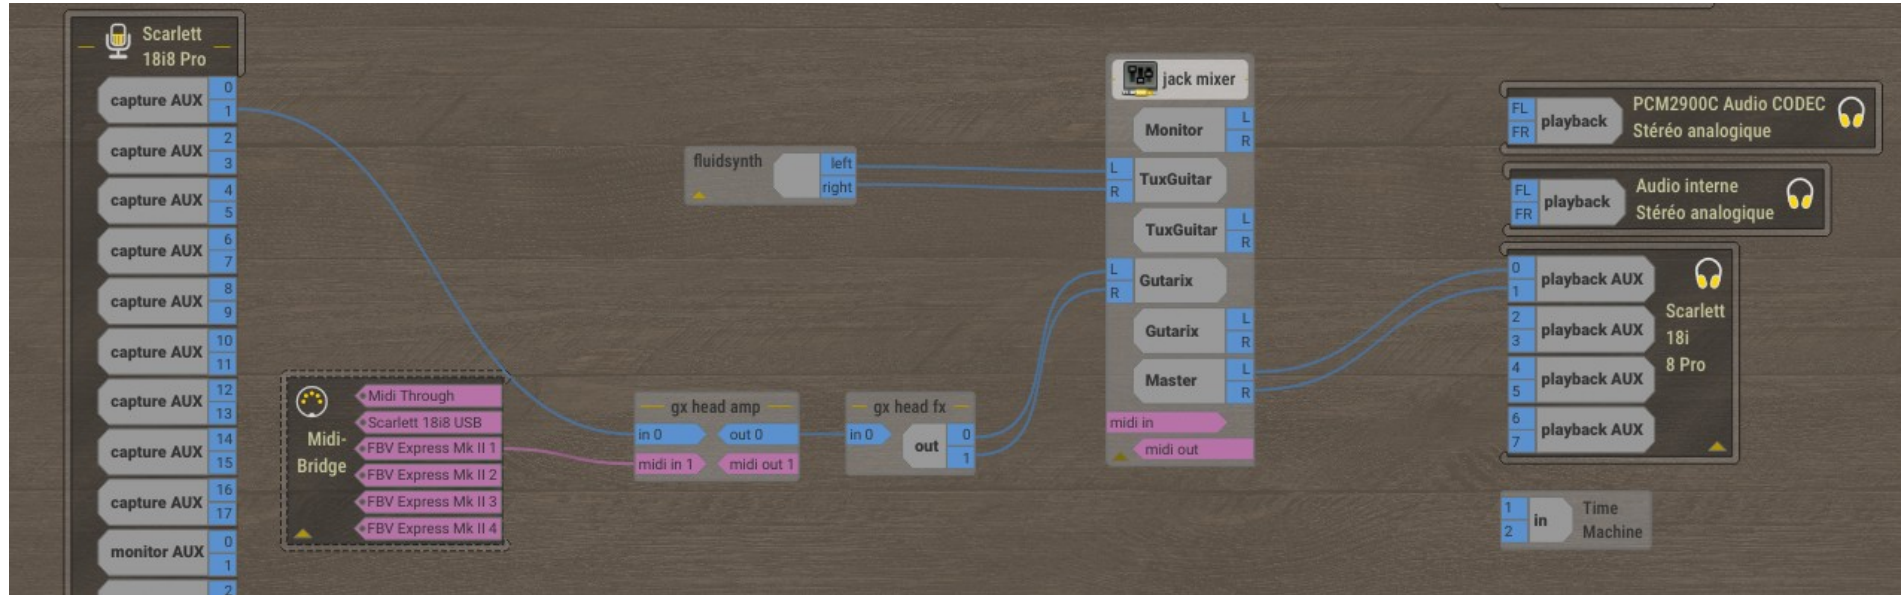 Scarlett
18i8 Pro
capture AUX
0
1
capture AUX
2
3
capture AUX
4
5
capture AUX
6
7
capture AUX
8
9
capture AUX
10
11
capture AUX
12
13
capture AUX
14
15
capture AUX
16
17
monitor AUX
0
1
2
Midi-
Bridge
Midi Through
Scarlett 18i8 USB
FBV Express Mk II 1
FBV Express Mk II 2
FBV Express Mk II 3
FBV Express Mk II 4
fluidsynth
left
right
gx head amp
in 0
out 0
midi in 1
midi out 1
gx head fx
in 0
out
0
1
jack mixer
Monitor
L
R
L
R
TuxGuitar
TuxGuitar
L
R
L
R
Gutarix
Gutarix
L
R
Master
L
R
midi in
midi out
FL
FR
playback
PCM2900C Audio CODEC
Stéréo analogique
FL
FR
playback
Audio interne
Stéréo analogique
0
1
playback AUX
2
3
playback AUX
4
5
playback AUX
6
7
playback AUX
Scarlett
18i
8 Pro
1
2
in
Time
Machine